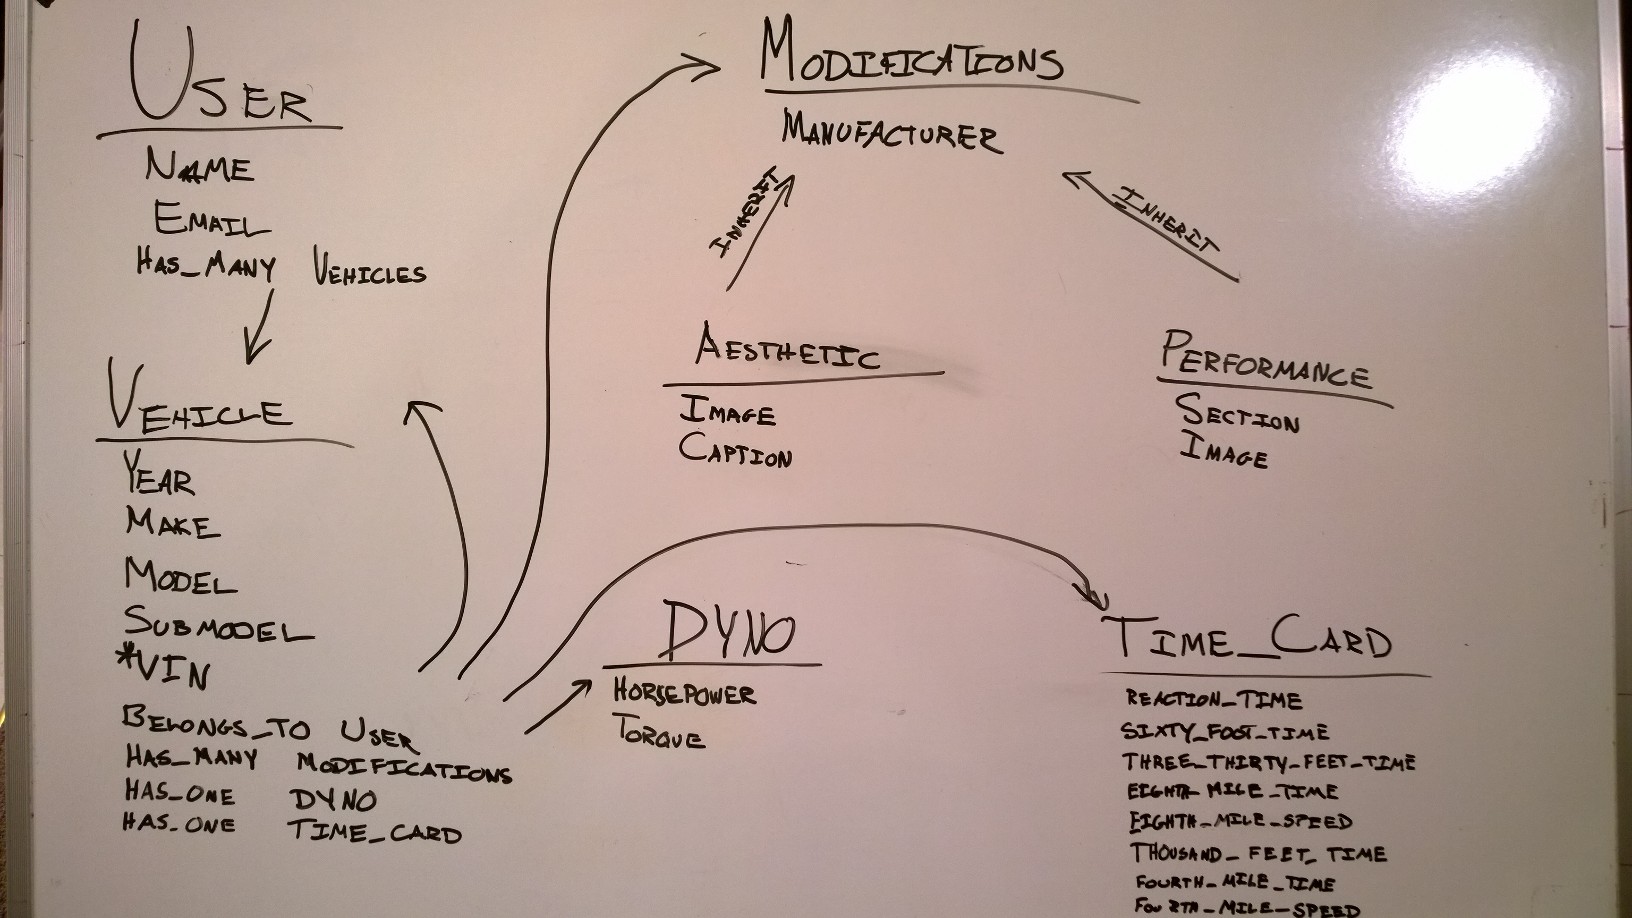 USER
NAME
EMAIL
HAS_MANY VEHICLES
VEHICLE
YEAR
MAKE
MODEL
SUBMODEL
*VIN
BELONGS_TO USER
HAS_MANY MODIFICATIONS
HAS_ONE DYNO
HAS_ONE TIME_CARD
MODIFICATIONS
MANUFACTURER
INHERIT
INHERIT
AESTHETIC
IMAGE
CAPTION
PERFORMANCE
SECTION
IMAGE
DYNO
HORSEPOWER
TORQUE
TIME_CARD
REACTION_TIME
SIXTY_FOOT_TIME
THREE_THIRTY_FEET_TIME
EIGHTH_MILE_TIME
EIGHTH_MILE_SPEED
THOUSAND_FEET_TIME
FOURTH_MILE_TIME
FOURTH_MILE_SPEED